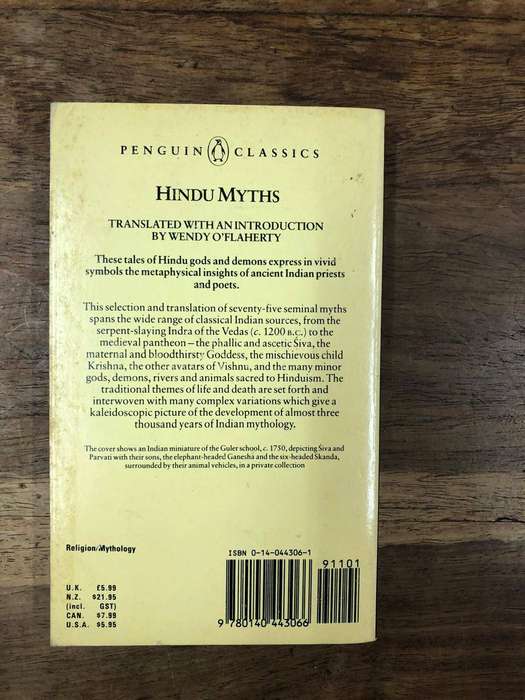 PENGUIN CLASSICS
HINDU MYTHS
TRANSLATED WITH AN INTRODUCTION
BY WENDY O'FLAHERTY
These tales of Hindu gods and demons express in vivid
symbols the metaphysical insights of ancient Indian priests
and poets.
This selection and translation of seventy-five seminal myths
spans the wide range of classical Indian sources, from the
serpent-slaying Indra of the Vedas (c. 1200 B.C.) to the
medieval pantheon – the phallic and ascetic Śiva, the
maternal and bloodthirsty Goddess, the mischievous child
Krishna, the other avatars of Vishnu, and the many minor
gods, demons, rivers and animals sacred to Hinduism. The
traditional themes of life and death are set forth and
interwoven with many complex variations which give a
kaleidoscopic picture of the development of almost three
thousand years of Indian mythology.
The cover shows an Indian miniature of the Guler school, c. 1750, depicting Śiva and
Parvati with their sons, the elephant-headed Ganesha and the six-headed Skanda,
surrounded by their animal vehicles, in a private collection
Religion/Mythology
ISBN 0-14-044306-1
91101
U.K. £5.99
N.Z. $21.95
(incl. GST)
CAN. $7.99
U.S.A. $5.95
9 780140 443066